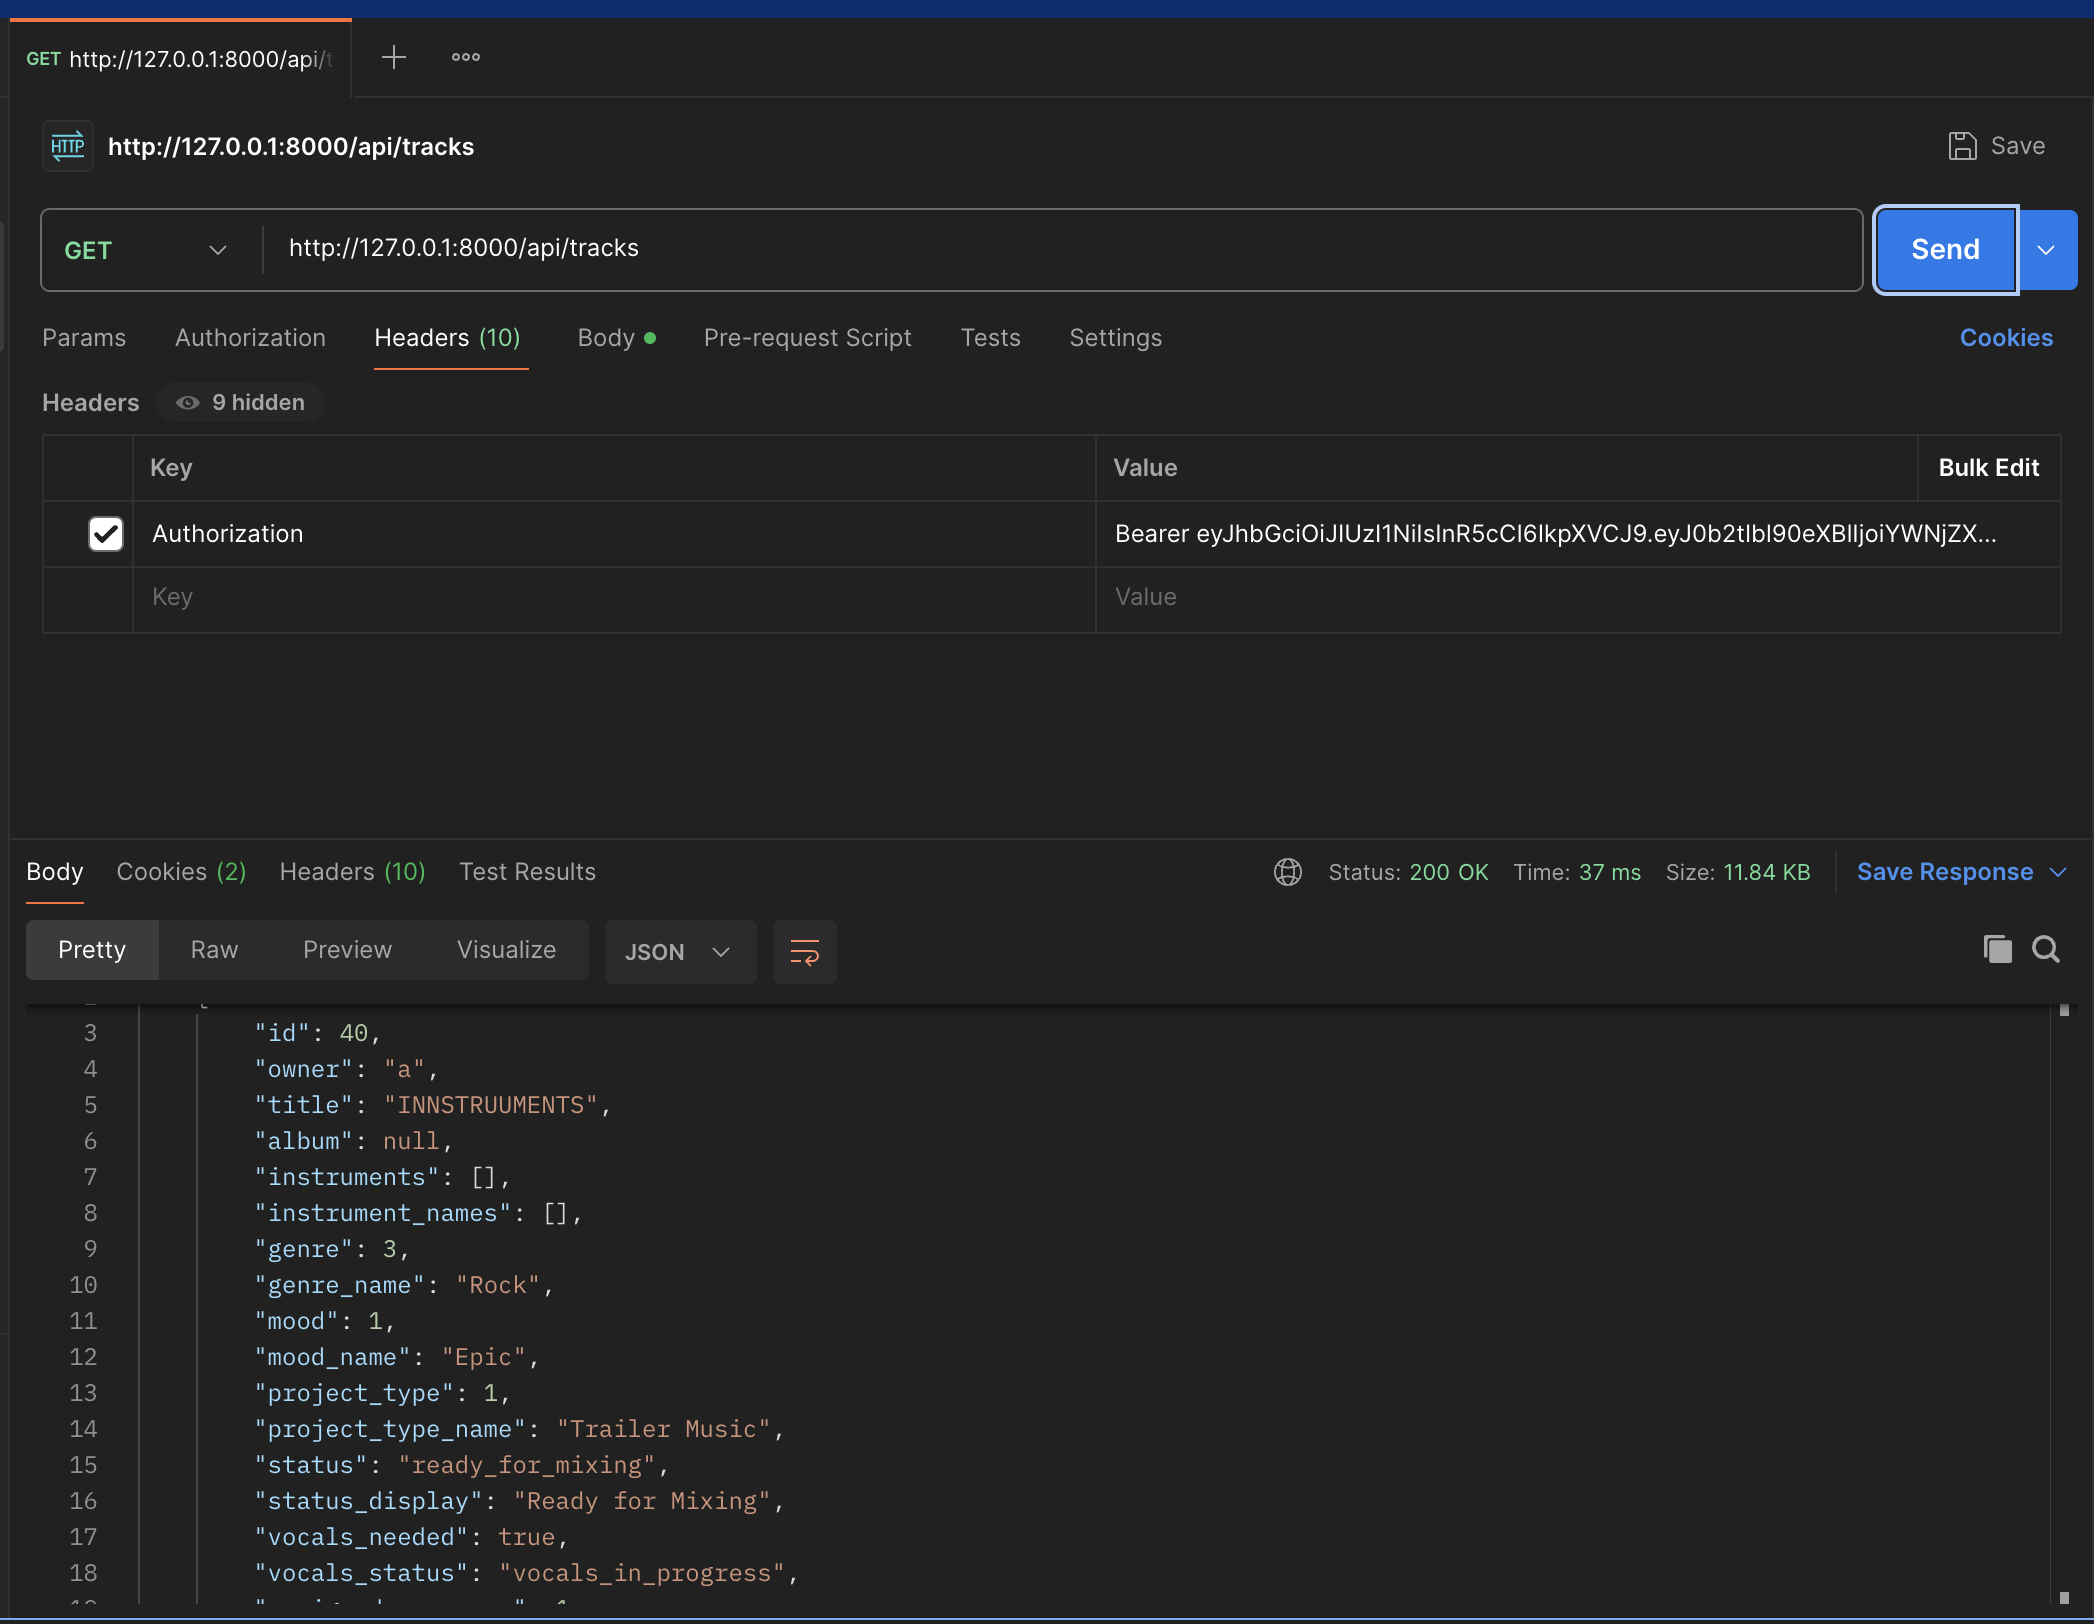 GET http://127.0.0.1:8000/api/t
HTTP http://127.0.0.1:8000/api/tracks
Save
GET http://127.0.0.1:8000/api/tracks
Send
Params Authorization Headers (10) Body Pre-request Script Tests Settings Cookies
Headers 9 hidden
Key Value Bulk Edit
Authorization Bearer eyJhbGciOiJIUzI1NiIsInR5cCI6IkpXVCJ9.eyJ0b2tlbl90eXBlIjoiYWNjZX...
Key Value
Body Cookies (2) Headers (10) Test Results Status: 200 OK Time: 37 ms Size: 11.84 KB Save Response
Pretty Raw Preview Visualize JSON
3 "id": 40,
4 "owner": "a",
5 "title": "INNSTRUUMENTS",
6 "album": null,
7 "instruments": [],
8 "instrument_names": [],
9 "genre": 3,
10 "genre_name": "Rock",
11 "mood": 1,
12 "mood_name": "Epic",
13 "project_type": 1,
14 "project_type_name": "Trailer Music",
15 "status": "ready_for_mixing",
16 "status_display": "Ready for Mixing",
17 "vocals_needed": true,
18 "vocals_status": "vocals_in_progress",